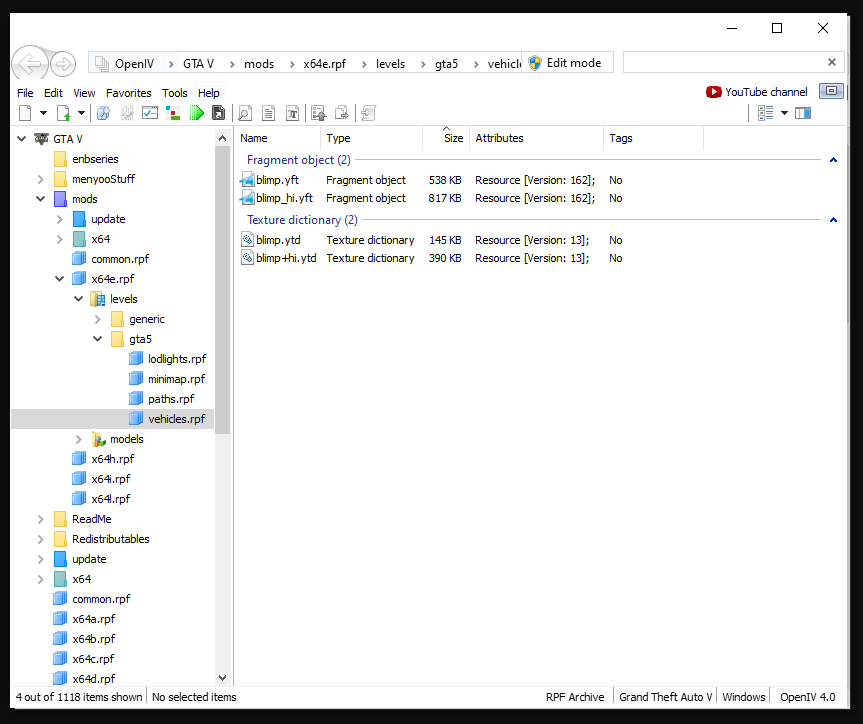 OpenIV GTA V mods x64e.rpf levels gta5 Edit mode
File Edit View Favorites Tools Help YouTube channel
GTA V
enbseries
menyooStuff
mods
update
x64
common.rpf
x64e.rpf
levels
generic
gta5
lodlights.rpf
minimap.rpf
paths.rpf
vehicles.rpf
models
x64h.rpf
x64i.rpf
x64l.rpf
ReadMe
Redistributables
update
x64
common.rpf
x64a.rpf
x64b.rpf
x64c.rpf
x64d.rpf
Name Type Size Attributes Tags
Fragment object (2)
blimp.yft Fragment object 538 KB Resource [Version: 162]; No
blimp_hi.yft Fragment object 817 KB Resource [Version: 162]; No
Texture dictionary (2)
blimp.ytd Texture dictionary 145 KB Resource [Version: 13]; No
blimp+hi.ytd Texture dictionary 390 KB Resource [Version: 13]; No
4 out of 1118 items shown No selected items RPF Archive Grand Theft Auto V Windows OpenIV 4.0